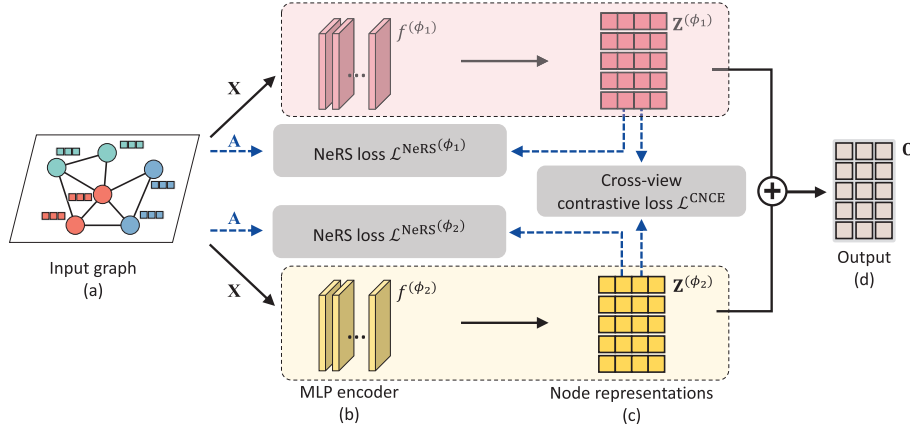 f^(ϕ₁)
Z^(ϕ₁)
X
A
NeRS loss ℒ^NeRS^(ϕ₁)
Cross-view
contrastive loss ℒ^CNCE
O
A
NeRS loss ℒ^NeRS^(ϕ₂)
Input graph
(a)
Output
(d)
X
f^(ϕ₂)
Z^(ϕ₂)
MLP encoder
(b)
Node representations
(c)